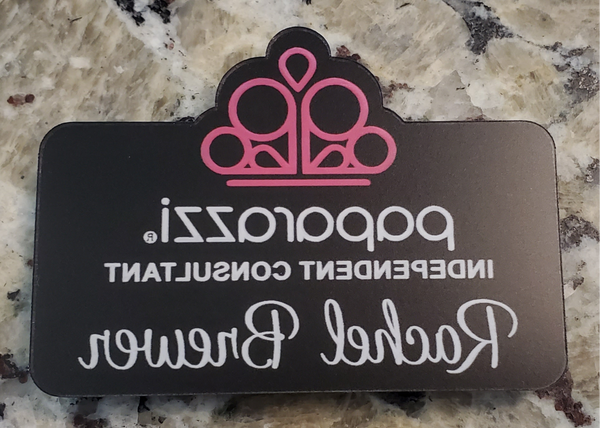 paparazzi®
INDEPENDENT CONSULTANT
Rachel Brewer